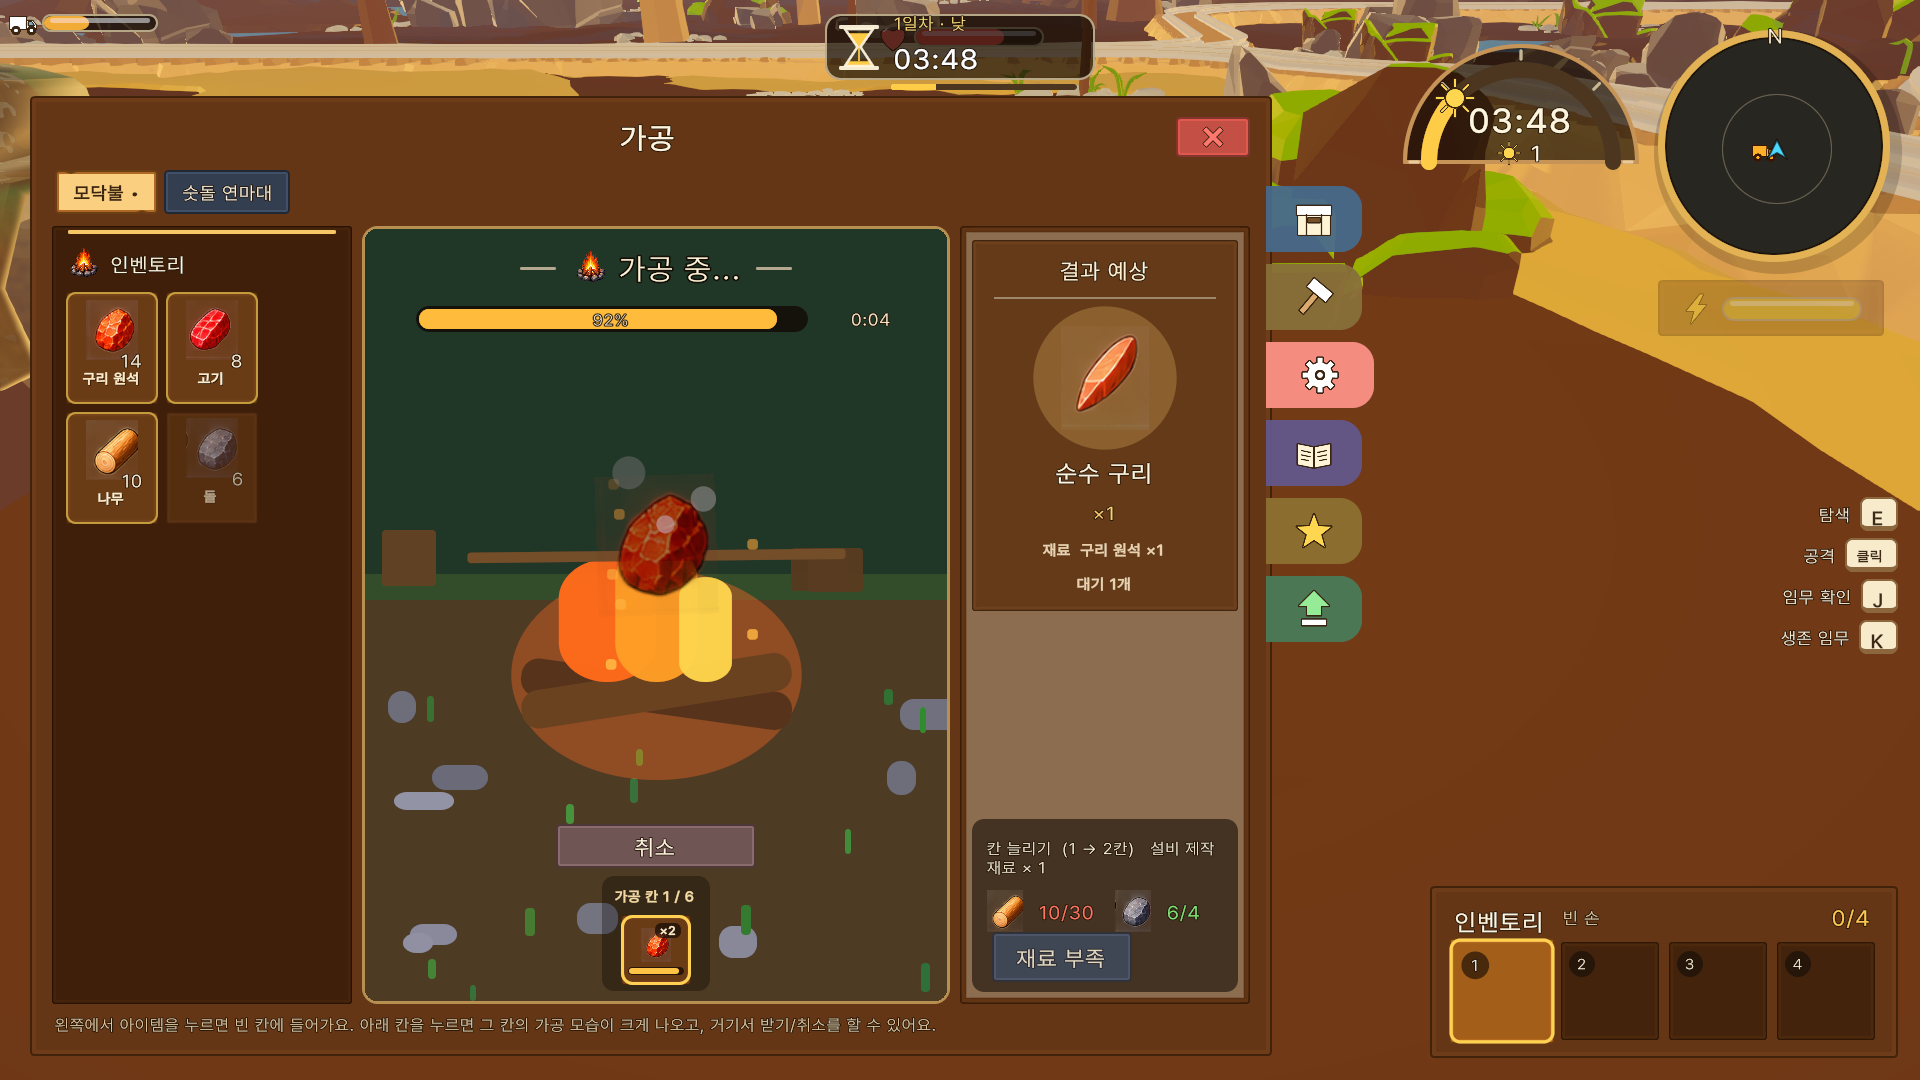 1일차 · 낮
03:48
N
03:48
1
가공
모닥불 •
숫돌 연마대
인벤토리
14
구리 원석
8
고기
10
나무
6
돌
가공 중...
92%
0:04
취소
가공 칸 1 / 6
×2
결과 예상
순수 구리
×1
재료 구리 원석 ×1
대기 1개
칸 늘리기 (1 → 2칸) 설비 제작
재료 × 1
10/30
6/4
재료 부족
왼쪽에서 아이템을 누르면 빈 칸에 들어가요. 아래 칸을 누르면 그 칸의 가공 모습이 크게 나오고, 거기서 받기/취소를 할 수 있어요.
탐색 E
공격 클릭
임무 확인 J
생존 임무 K
인벤토리 빈 손 0/4
1
2
3
4